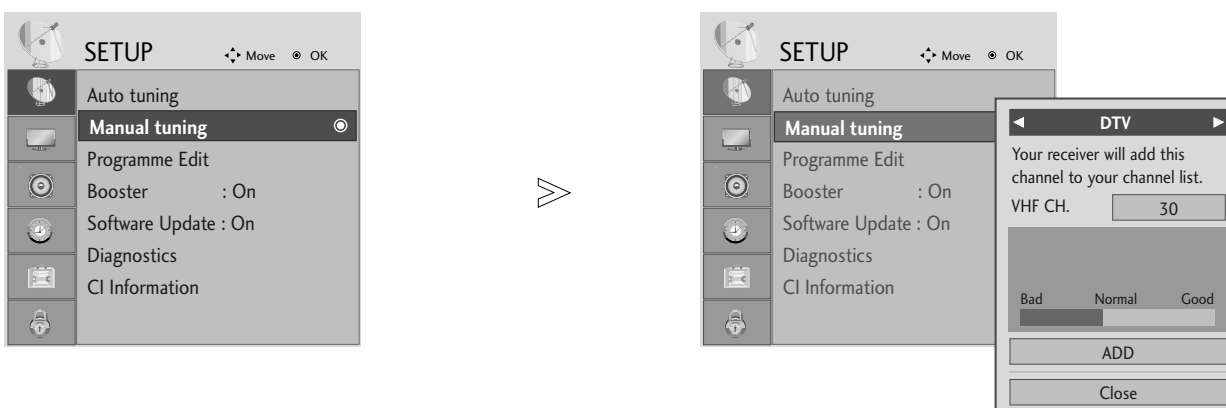 SETUP
Move OK
Auto tuning
Manual tuning
Programme Edit
Booster : On
Software Update : On
Diagnostics
CI Information
SETUP
Move OK
Auto tuning
Manual tuning
Programme Edit
Booster : On
Software Update : On
Diagnostics
CI Information
DTV
Your receiver will add this
channel to your channel list.
VHF CH. 30
Bad Normal Good
ADD
Close